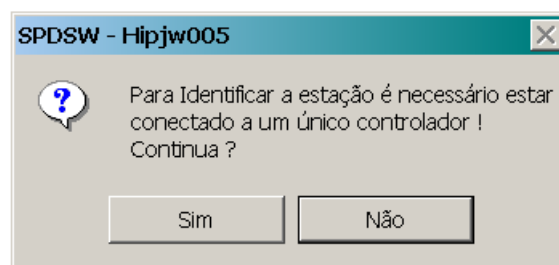 SPDSW - Hipjw005
Para Identificar a estação é necessário estar
conectado a um único controlador !
Continua ?
Sim
Não